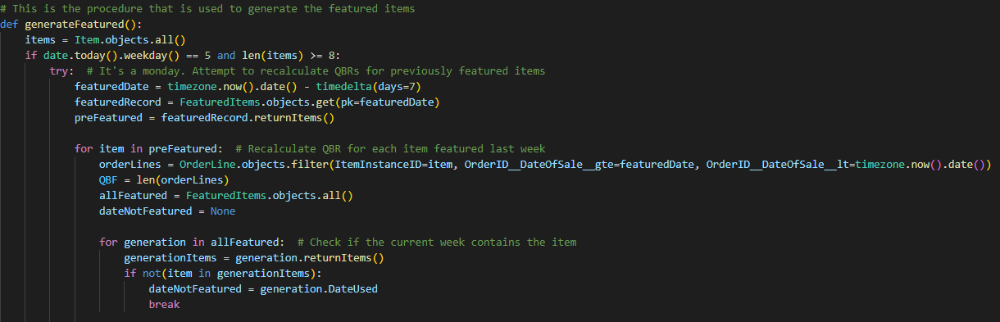 # This is the procedure that is used to generate the featured items
def generateFeatured():
    items = Item.objects.all()
    if date.today().weekday() == 5 and len(items) >= 8:
        try:  # It's a monday. Attempt to recalculate QBRs for previously featured items
            featuredDate = timezone.now().date() - timedelta(days=7)
            featuredRecord = FeaturedItems.objects.get(pk=featuredDate)
            preFeatured = featuredRecord.returnItems()

            for item in preFeatured:  # Recalculate QBR for each item featured last week
                orderLines = OrderLine.objects.filter(ItemInstanceID=item, OrderID__DateOfSale__gte=featuredDate, OrderID__DateOfSale__lt=timezone.now().date())
                QBF = len(orderLines)
                allFeatured = FeaturedItems.objects.all()
                dateNotFeatured = None

                for generation in allFeatured:  # Check if the current week contains the item
                    generationItems = generation.returnItems()
                    if not(item in generationItems):
                        dateNotFeatured = generation.DateUsed
                        break